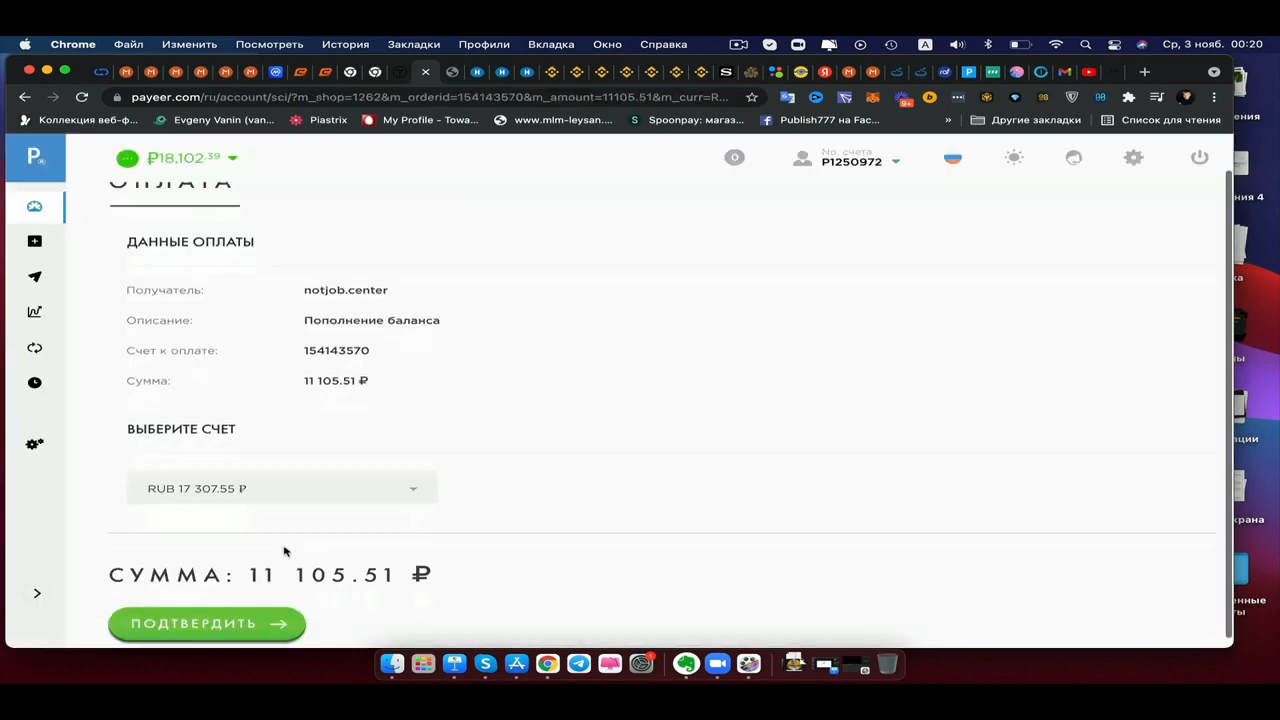 Chrome Файл Изменить Посмотреть История Закладки Профили Вкладка Окно Справка A Ср, 3 нояб. 00:20
payeer.com/ru/account/sci/?m_shop=1262&m_orderid=154143570&m_amount=11105.51&m_curr=R...
Коллекция веб-ф... Evgeny Vanin (van... Piastrix My Profile - Towa... www.mlm-leysan... Spoonpay: магаз... Publish777 на Fac... » Другие закладки Список для чтения
₽18,102.39 0 No. счета
P1250972
ОПЛАТА
ДАННЫЕ ОПЛАТЫ
Получатель: notjob.center
Описание: Пополнение баланса
Счет к оплате: 154143570
Сумма: 11 105.51 ₽
ВЫБЕРИТЕ СЧЕТ
RUB 17 307.55 ₽
СУММА: 11 105.51 ₽
ПОДТВЕРДИТЬ